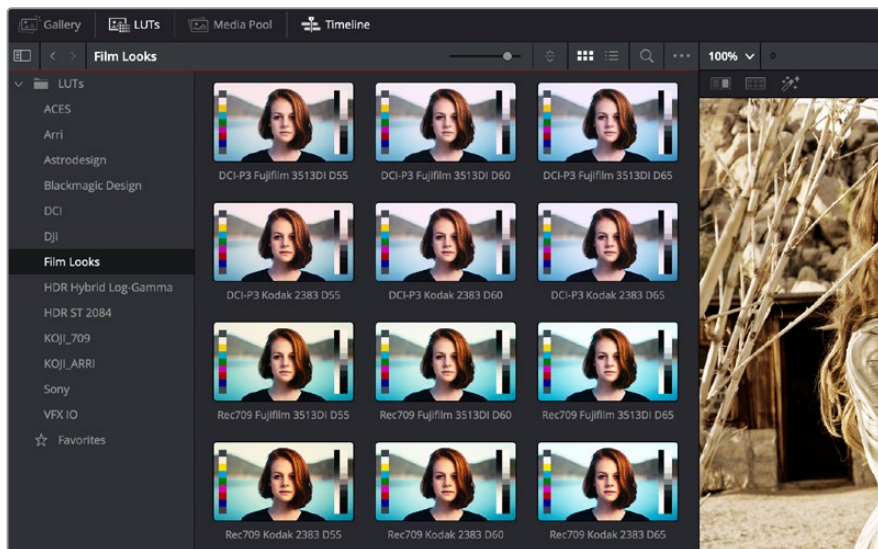 Gallery LUTs Media Pool Timeline
Film Looks 100%
LUTs
ACES
Arri
Astrodesign
Blackmagic Design
DCI
DJI
Film Looks
HDR Hybrid Log-Gamma
HDR ST 2084
KOJI_709
KOJI_ARRI
Sony
VFX IO
Favorites
DCI-P3 Fujifilm 3513DI D55 DCI-P3 Fujifilm 3513DI D60 DCI-P3 Fujifilm 3513DI D65
DCI-P3 Kodak 2383 D55 DCI-P3 Kodak 2383 D60 DCI-P3 Kodak 2383 D65
Rec709 Fujifilm 3513DI D55 Rec709 Fujifilm 3513DI D60 Rec709 Fujifilm 3513DI D65
Rec709 Kodak 2383 D55 Rec709 Kodak 2383 D60 Rec709 Kodak 2383 D65